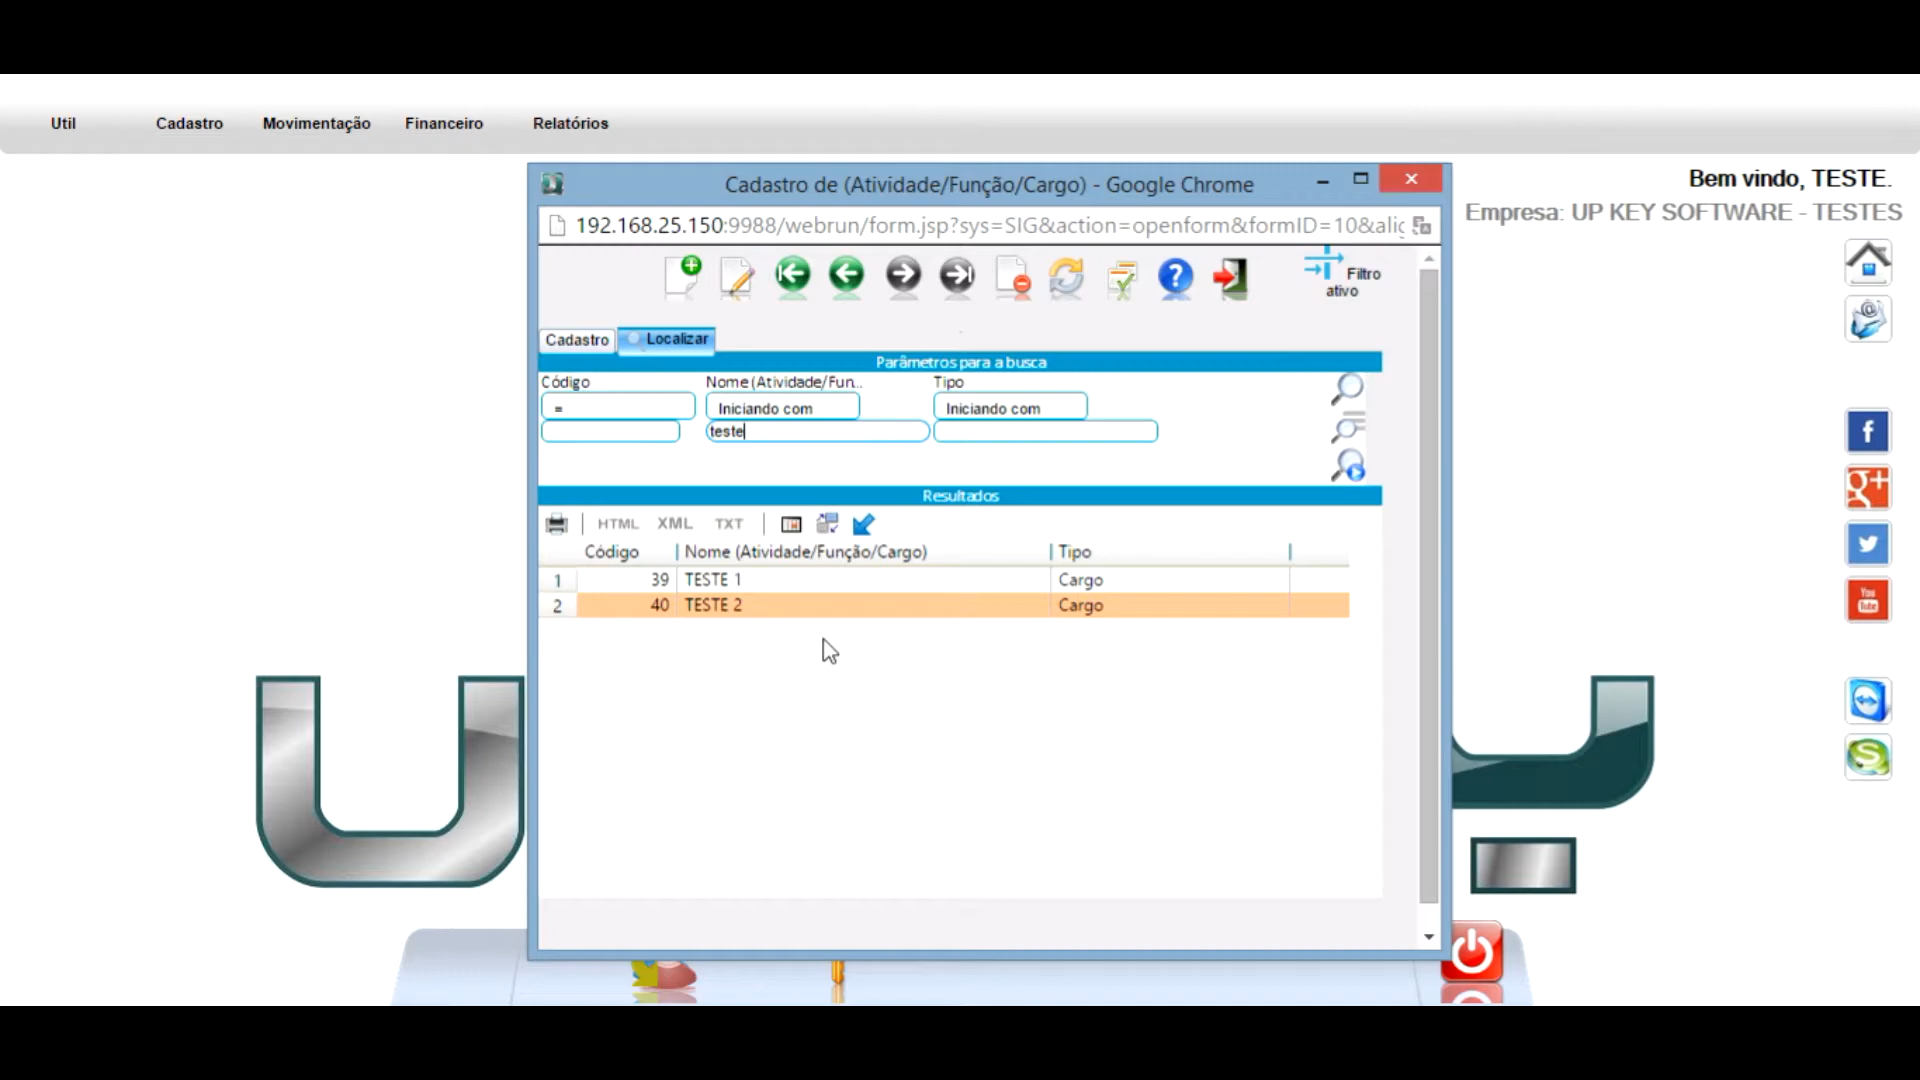 Util Cadastro Movimentação Financeiro Relatórios
Bem vindo, TESTE.
Empresa: UP KEY SOFTWARE - TESTES
Cadastro de (Atividade/Função/Cargo) - Google Chrome
192.168.25.150:9988/webrun/form.jsp?sys=SIG&action=openform&formID=10&alig
Filtro
ativo
Cadastro Localizar
Parâmetros para a busca
Código Nome (Atividade/Fun... Tipo
= Iniciando com Iniciando com
teste
Resultados
HTML XML TXT
Código Nome (Atividade/Função/Cargo) Tipo
1 39 TESTE 1 Cargo
2 40 TESTE 2 Cargo
f
g+
You
Tube
S